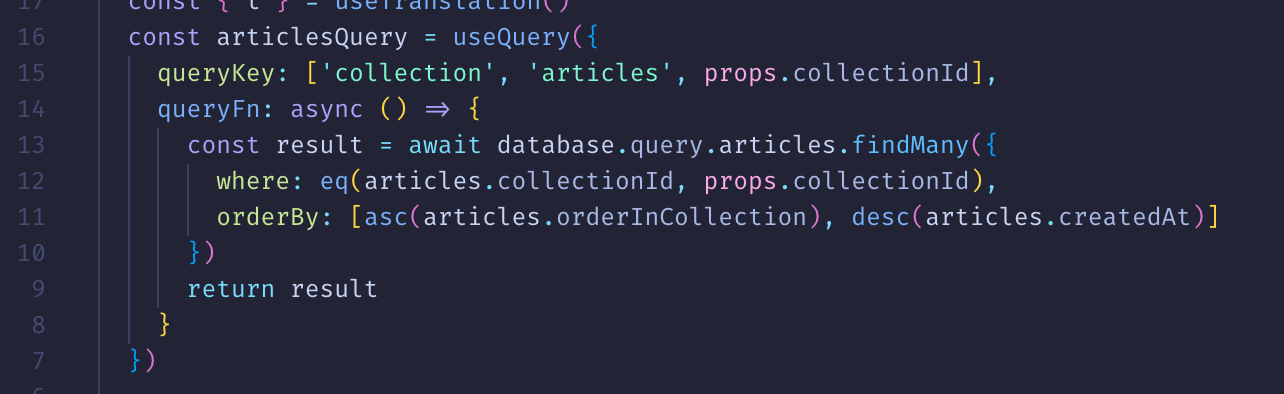 17 const { t } = useTranslation()
16 const articlesQuery = useQuery({
15 queryKey: ['collection', 'articles', props.collectionId],
14 queryFn: async () => {
13 const result = await database.query.articles.findMany({
12 where: eq(articles.collectionId, props.collectionId),
11 orderBy: [asc(articles.orderInCollection), desc(articles.createdAt)]
10 })
9 return result
8 }
7 })